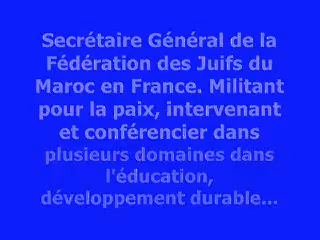 Secrétaire Général de la
Fédération des Juifs du
Maroc en France. Militant
pour la paix, intervenant
et conférencier dans
plusieurs domaines dans
l'éducation,
développement durable...